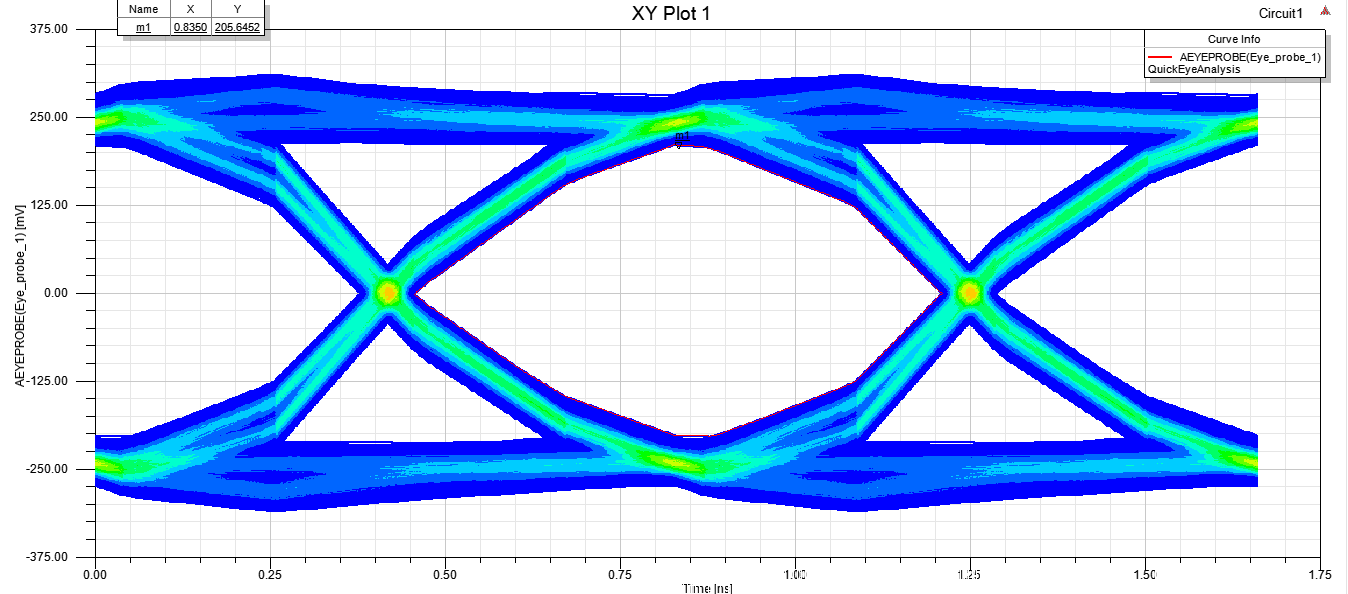 XY Plot 1
Circuit1
Name X Y
m1 0.8350 205.6452
Curve Info
AEYEPROBE(Eye_probe_1)
QuickEyeAnalysis
AEYEPROBE(Eye_probe_1) [mV]
375.00
250.00
125.00
0.00
-125.00
-250.00
-375.00
m1
0.00 0.25 0.50 0.75 1.00 1.25 1.50 1.75
Time [ns]